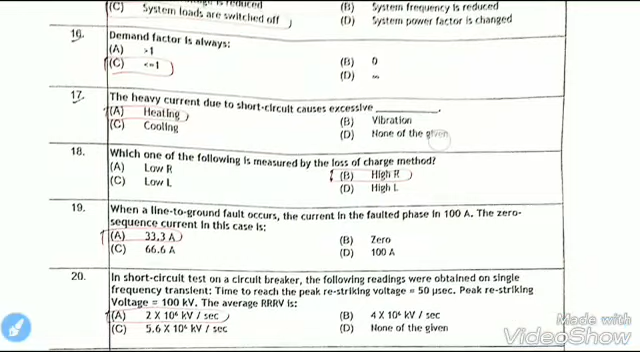 is reduced
(C) System loads are switched off
(B) System frequency is reduced
(D) System power factor is changed
16. Demand factor is always:
(A) >1
(B) 0
(C) <=1
(D) ∞
17. The heavy current due to short-circuit causes excessive ________.
(A) Heating
(B) Vibration
(C) Cooling
(D) None of the given
18. Which one of the following is measured by the loss of charge method?
(A) Low R
(B) High R
(C) Low L
(D) High L
19. When a line-to-ground fault occurs, the current in the faulted phase in 100 A. The zero-
sequence current in this case is:
(A) 33.3 A
(B) Zero
(C) 66.6 A
(D) 100 A
20. In short-circuit test on a circuit breaker, the following readings were obtained on single
frequency transient: Time to reach the peak re-striking voltage = 50 µsec. Peak re-striking
Voltage = 100 kV. The average RRRV is:
(A) 2 X 10⁶ kV / sec
(B) 4 X 10⁶ kV / sec
(C) 5.6 X 10⁶ kV / sec
(D) None of the given
Made with
VideoShow